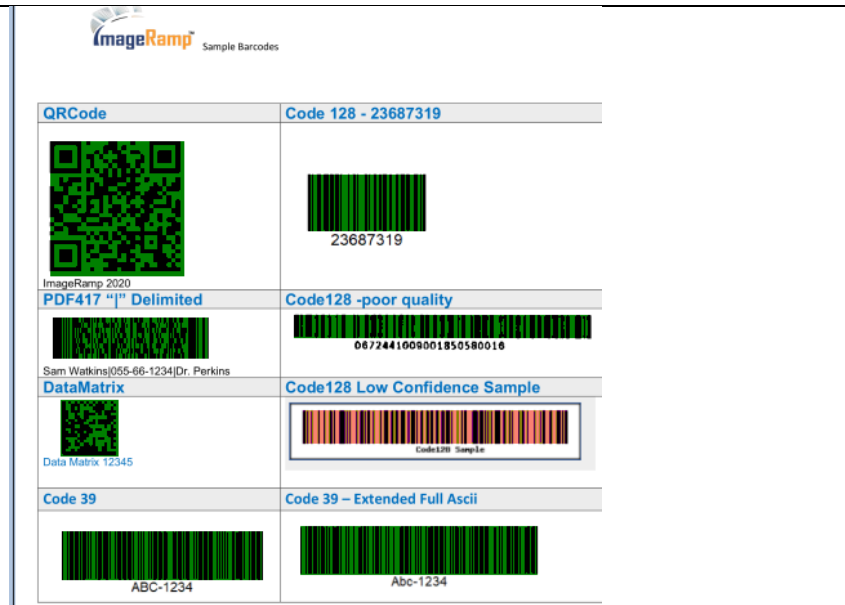 ImageRamp™ Sample Barcodes
QRCode
Code 128 - 23687319
23687319
ImageRamp 2020
PDF417 “|” Delimited
Code128 -poor quality
0672441009001850580016
Sam Watkins|055-66-1234|Dr. Perkins
DataMatrix
Code128 Low Confidence Sample
Code128 Sample
Data Matrix 12345
Code 39
Code 39 – Extended Full Ascii
ABC-1234
Abc-1234